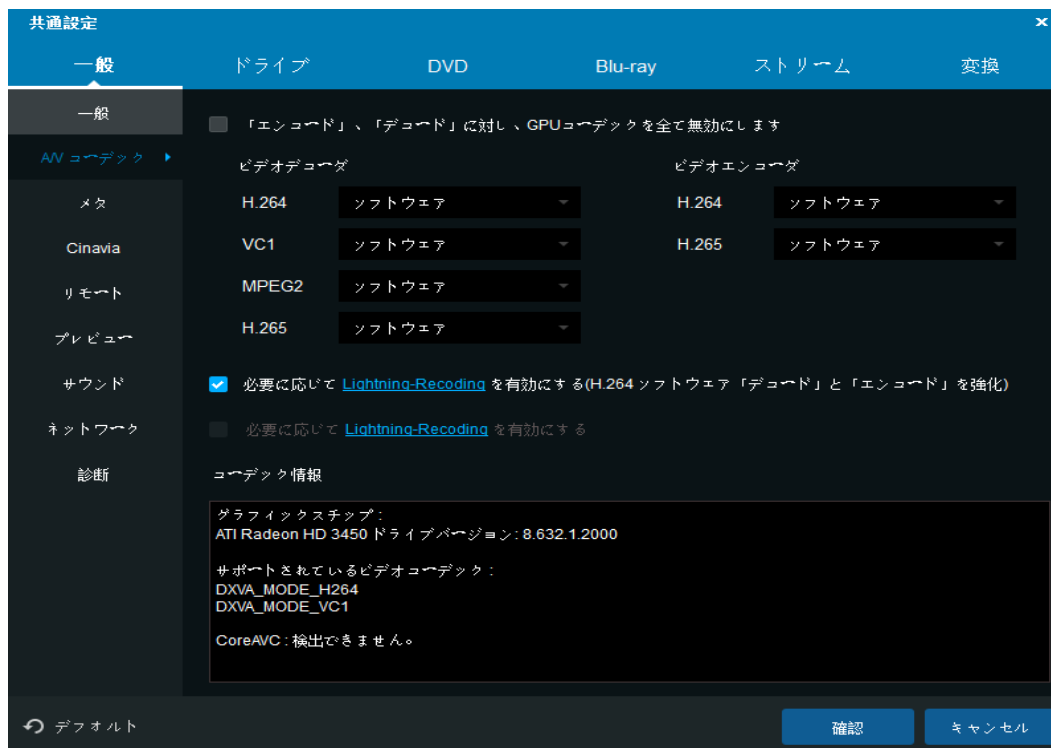 共通設定
x
一般 ドライブ DVD Blu-ray ストリーム 変換
一般
A/V コーデック
メタ
Cinavia
リモート
プレビュー
サウンド
ネットワーク
診断
「エンコード」、「デコード」に対し、GPUコーデックを全て無効にします
ビデオデコーダ ビデオエンコーダ
H.264 ソフトウェア H.264 ソフトウェア
VC1 ソフトウェア H.265 ソフトウェア
MPEG2 ソフトウェア
H.265 ソフトウェア
必要に応じて Lightning-Recoding を有効にする(H.264 ソフトウェア「デコード」と「エンコード」を強化)
必要に応じて Lightning-Recoding を有効にする
コーデック情報
グラフィックスチップ :
ATI Radeon HD 3450 ドライブバージョン: 8.632.1.2000
サポートされているビデオコーデック :
DXVA_MODE_H264
DXVA_MODE_VC1
CoreAVC : 検出できません。
デフォルト
確認 キャンセル